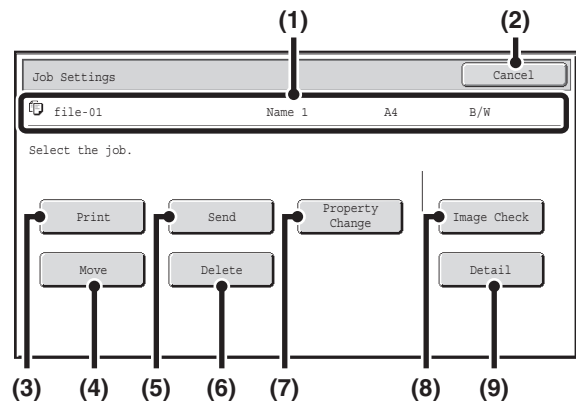 (1) (2)
Job Settings Cancel
file-01 Name 1 A4 B/W
Select the job.
Print Send Property Change Image Check
Move Delete Detail
(3) (4) (5) (6) (7) (8) (9)